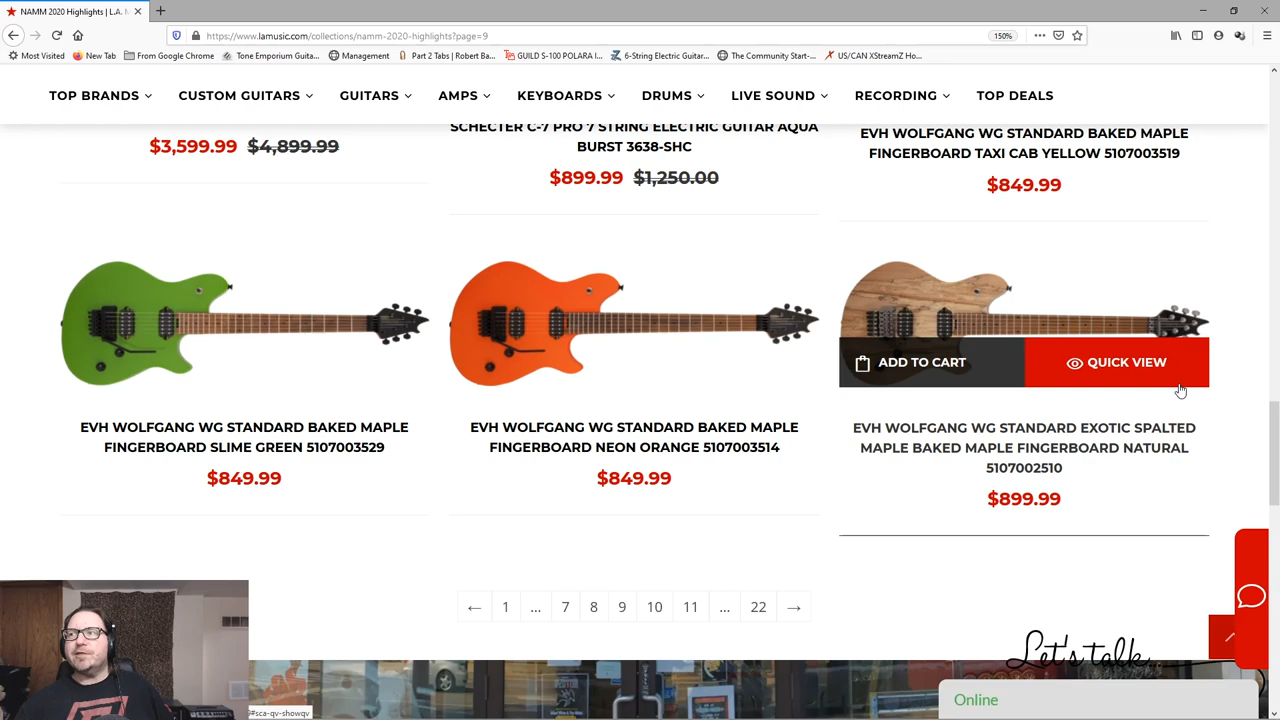 NAMM 2020 Highlights | L.A. M
https://www.lamusic.com/collections/namm-2020-highlights?page=9
150%
Most Visited New Tab From Google Chrome Tone Emporium Guita... Management Part 2 Tabs | Robert Ba... GUILD S-100 POLARA I... 6-String Electric Guitar... The Community Start-... US/CAN XStreamZ Ho...
TOP BRANDS CUSTOM GUITARS GUITARS AMPS KEYBOARDS DRUMS LIVE SOUND RECORDING TOP DEALS
$3,599.99 $4,899.99
SCHECTER C-7 PRO 7 STRING ELECTRIC GUITAR AQUA
BURST 3638-SHC
$899.99 $1,250.00
EVH WOLFGANG WG STANDARD BAKED MAPLE
FINGERBOARD TAXI CAB YELLOW 5107003519
$849.99
ADD TO CART QUICK VIEW
EVH WOLFGANG WG STANDARD BAKED MAPLE
FINGERBOARD SLIME GREEN 5107003529
$849.99
EVH WOLFGANG WG STANDARD BAKED MAPLE
FINGERBOARD NEON ORANGE 5107003514
$849.99
EVH WOLFGANG WG STANDARD EXOTIC SPALTED
MAPLE BAKED MAPLE FINGERBOARD NATURAL
5107002510
$899.99
← 1 ... 7 8 9 10 11 ... 22 →
Let's talk...
Online
#sca-qv-showqv